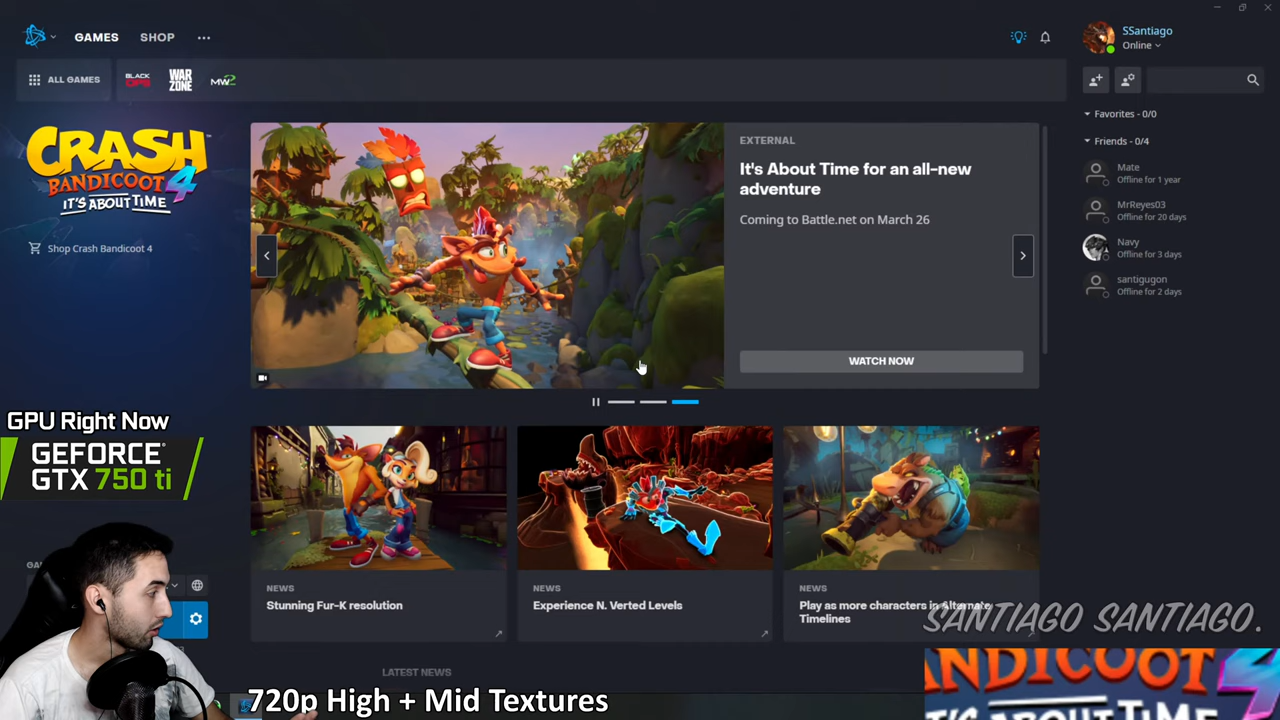 GAMES
SHOP
SSantiago
Online
ALL GAMES
BLACK OPS
WAR ZONE
MW2
Favorites - 0/0
Friends - 0/4
Mate
Offline for 1 year
MrReyes03
Offline for 20 days
Navy
Offline for 3 days
santigugon
Offline for 2 days
CRASH
BANDICOOT 4
IT'S ABOUT TIME
Shop Crash Bandicoot 4
EXTERNAL
It's About Time for an all-new
adventure
Coming to Battle.net on March 26
WATCH NOW
GPU Right Now
GEFORCE
GTX 750 ti
NEWS
Stunning Fur-K resolution
NEWS
Experience N. Verted Levels
NEWS
Play as more characters in Alternate
Timelines
SANTIAGO SANTIAGO.
LATEST NEWS
720p High + Mid Textures
ANDICOOT 4
IT'S ABOUT TIME